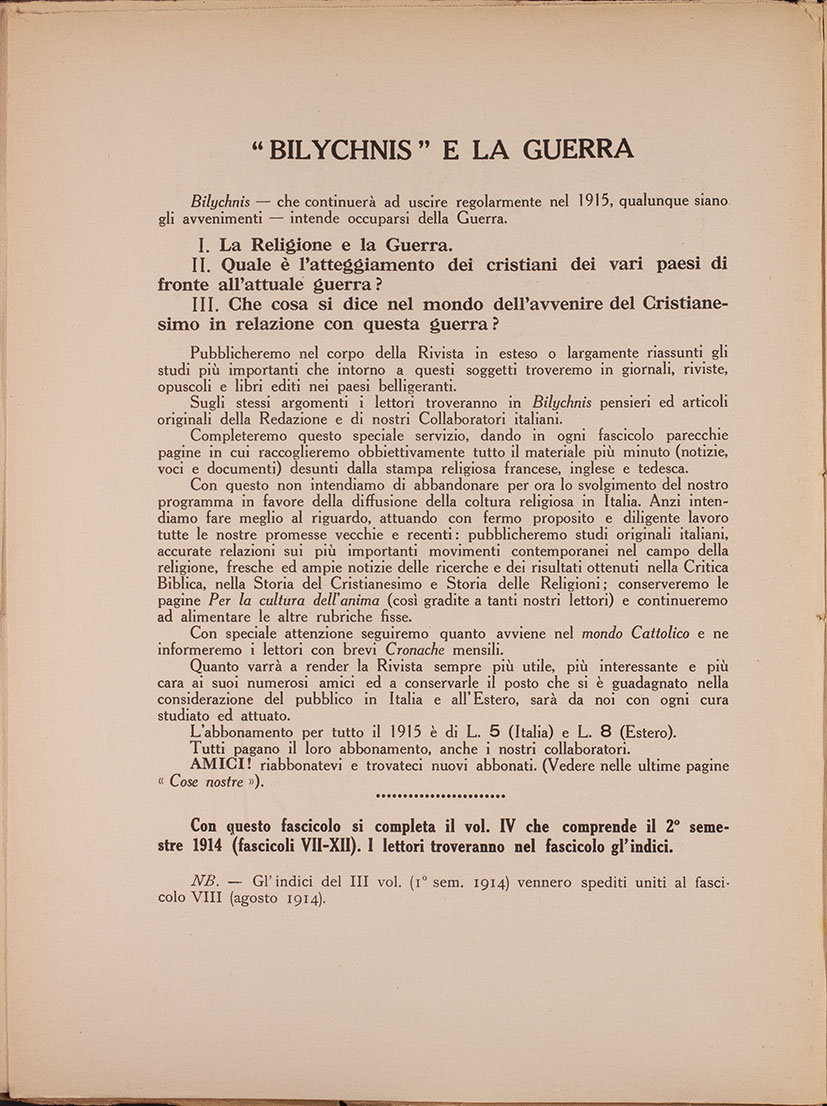 “ BILYCHNIS ” E LA GUERRA
Bilychnis — che continuerà ad uscire regolarmente nel 1915, qualunque siano
gli avvenimenti — intende occuparsi della Guerra.
I. La Religione e la Guerra.
II. Quale è l'atteggiamento dei cristiani dei vari paesi di
fronte all'attuale guerra ?
III. Che cosa si dice nel mondo dell'avvenire del Cristiane-
simo in relazione con questa guerra ?
Pubblicheremo nel corpo della Rivista in esteso o largamente riassunti gli
studi più importanti che intorno a questi soggetti troveremo in giornali, riviste,
opuscoli e libri editi nei paesi belligeranti.
Sugli stessi argomenti i lettori troveranno in Bilychnis pensieri ed articoli
originali della Redazione e di nostri Collaboratori italiani.
Completeremo questo speciale servizio, dando in ogni fascicolo parecchie
pagine in cui raccoglieremo obbiettivamente tutto il materiale più minuto (notizie,
voci e documenti) desunti dalla stampa religiosa francese, inglese e tedesca.
Con questo non intendiamo di abbandonare per ora lo svolgimento del nostro
programma in favore della diffusione della coltura religiosa in Italia. Anzi inten-
diamo fare meglio al riguardo, attuando con fermo proposito e diligente lavoro
tutte le nostre promesse vecchie e recenti : pubblicheremo studi originali italiani,
accurate relazioni sui più importanti movimenti contemporanei nel campo della
religione, fresche ed ampie notizie delle ricerche e dei risultati ottenuti nella Critica
Biblica, nella Storia del Cristianesimo e Storia delle Religioni ; conserveremo le
pagine Per la cultura dell'anima (così gradite a tanti nostri lettori) e continueremo
ad alimentare le altre rubriche fisse.
Con speciale attenzione seguiremo quanto avviene nel mondo Cattolico e ne
informeremo i lettori con brevi Cronache mensili.
Quanto varrà a render la Rivista sempre più utile, più interessante e più
cara ai suoi numerosi amici ed a conservarle il posto che si è guadagnato nella
considerazione del pubblico in Italia e all'Estero, sarà da noi con ogni cura
studiato ed attuato.
L'abbonamento per tutto il 1915 è di L. 5 (Italia) e L. 8 (Estero).
Tutti pagano il loro abbonamento, anche i nostri collaboratori.
AMICI! riabbonatevi e trovateci nuovi abbonati. (Vedere nelle ultime pagine
« Cose nostre »).
Con questo fascicolo si completa il vol. IV che comprende il 2º seme-
stre 1914 (fascicoli VII-XII). I lettori troveranno nel fascicolo gl'indici.
NB. — Gl'indici del III vol. (1º sem. 1914) vennero spediti uniti al fasci-
colo VIII (agosto 1914).